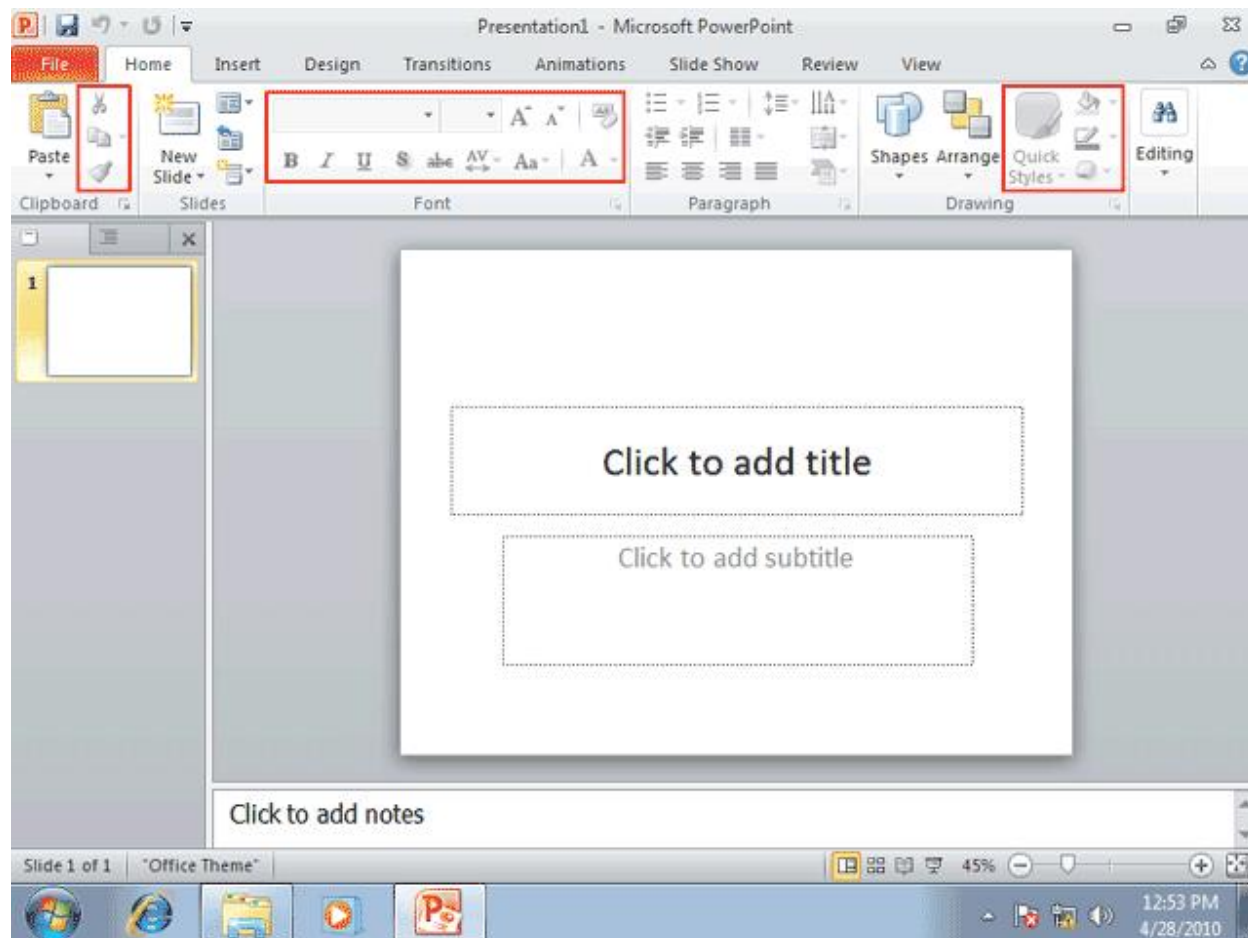 Presentation1 - Microsoft PowerPoint
File Home Insert Design Transitions Animations Slide Show Review View
Paste
New
Slide
B I U S abc AV Aa A
A A
Shapes Arrange Quick
Styles
Editing
Clipboard Slides Font Paragraph Drawing
1
Click to add title
Click to add subtitle
Click to add notes
Slide 1 of 1 "Office Theme" 45%
12:53 PM
4/28/2010